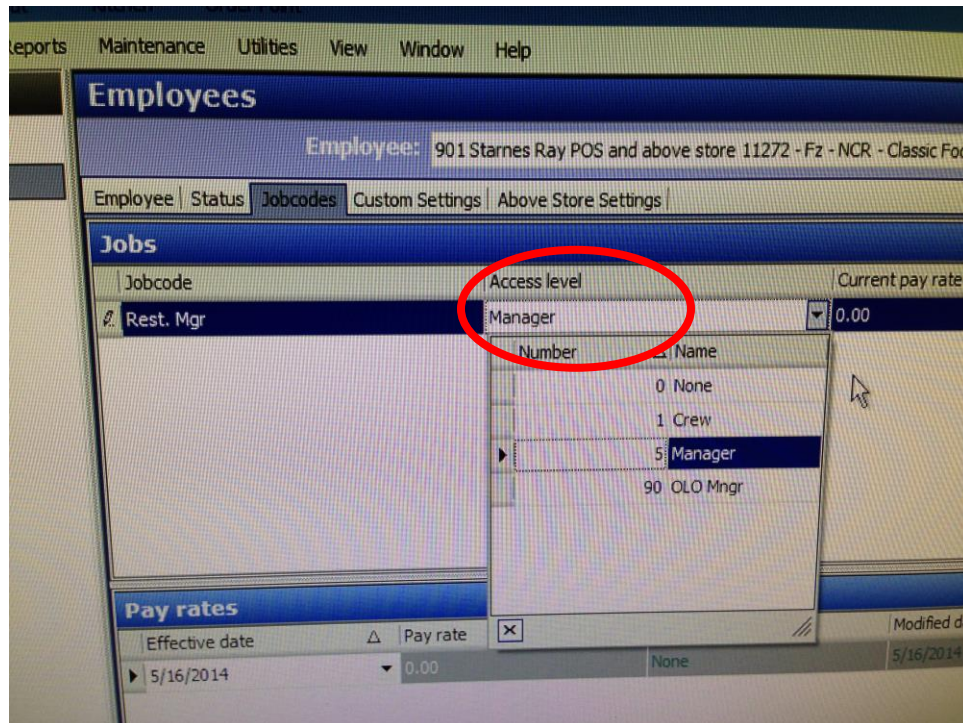 Reports Maintenance Utilities View Window Help
Employees
Employee: 901 Starnes Ray POS and above store 11272 - Fz - NCR - Classic Foo
Employee Status Jobcodes Custom Settings Above Store Settings
Jobs
Jobcode Access level Current pay rate
Rest. Mgr Manager 0.00
Number Name
0 None
1 Crew
5 Manager
90 OLO Mngr
Pay rates
Effective date Pay rate Modified d
5/16/2014 0.00 None 5/16/2014